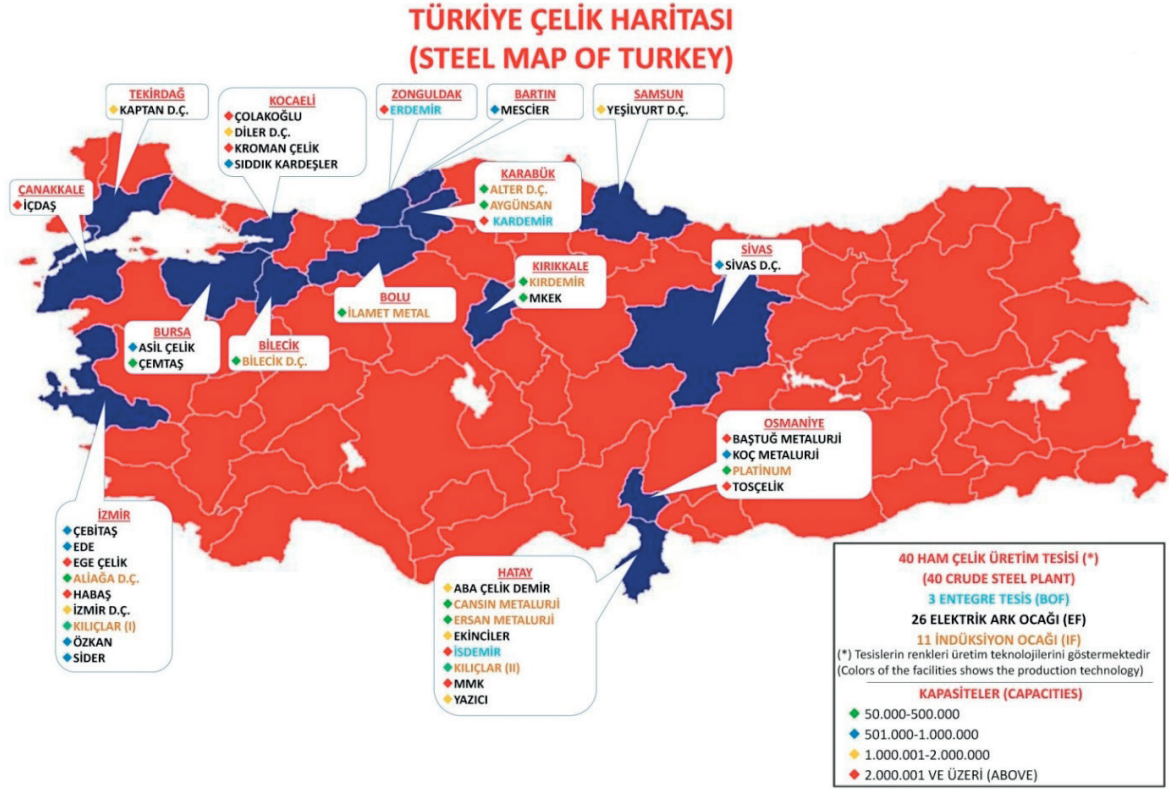 TÜRKİYE ÇELİK HARİTASI
(STEEL MAP OF TURKEY)
TEKİRDAĞ
KAPTAN D.Ç.
KOCAELİ
ÇOLAKOĞLU
DİLER D.Ç.
KROMAN ÇELİK
SIDDIK KARDEŞLER
ZONGULDAK
ERDEMİR
BARTIN
MESCİER
SAMSUN
YEŞİLYURT D.Ç.
ÇANAKKALE
İÇDAŞ
KARABÜK
ALTER D.Ç.
AYGÜNSAN
KARDEMİR
SİVAS
SİVAS D.Ç.
KIRIKKALE
KIRDEMİR
MKEK
BOLU
İLAMET METAL
BURSA
ASİL ÇELİK
ÇEMTAŞ
BİLECİK
BİLECİK D.Ç.
OSMANİYE
BAŞTUĞ METALURJİ
KOÇ METALURJİ
PLATINUM
TOSÇELİK
İZMİR
ÇEBİTAŞ
EDE
EGE ÇELİK
ALİAĞA D.Ç.
HABAŞ
İZMİR D.Ç.
KILIÇLAR (I)
ÖZKAN
SİDER
HATAY
ABA ÇELİK DEMİR
CANSIN METALURJİ
ERSAN METALURJİ
EKİNCİLER
İSDEMİR
KILIÇLAR (II)
MMK
YAZICI
40 HAM ÇELİK ÜRETİM TESİSİ (*)
(40 CRUDE STEEL PLANT)
3 ENTEGRE TESİS (BOF)
26 ELEKTRİK ARK OCAĞI (EF)
11 İNDÜKSİYON OCAĞI (IF)
(*) Tesislerin renkleri üretim teknolojilerini göstermektedir
(Colors of the facilities shows the production technology)
KAPASİTELER (CAPACITIES)
50.000-500.000
501.000-1.000.000
1.000.001-2.000.000
2.000.001 VE ÜZERİ (ABOVE)